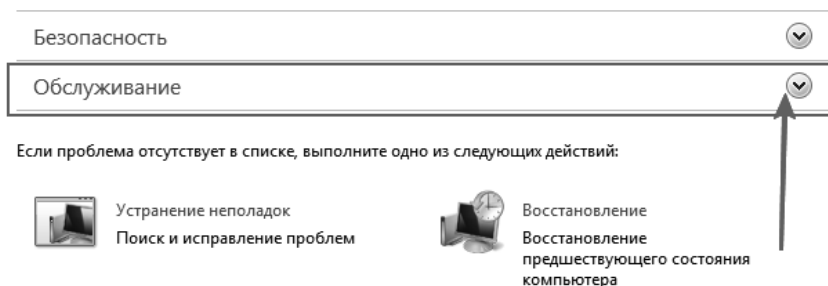 Безопасность
Обслуживание
Если проблема отсутствует в списке, выполните одно из следующих действий:
Устранение неполадок
Поиск и исправление проблем
Восстановление
Восстановление
предшествующего состояния
компьютера